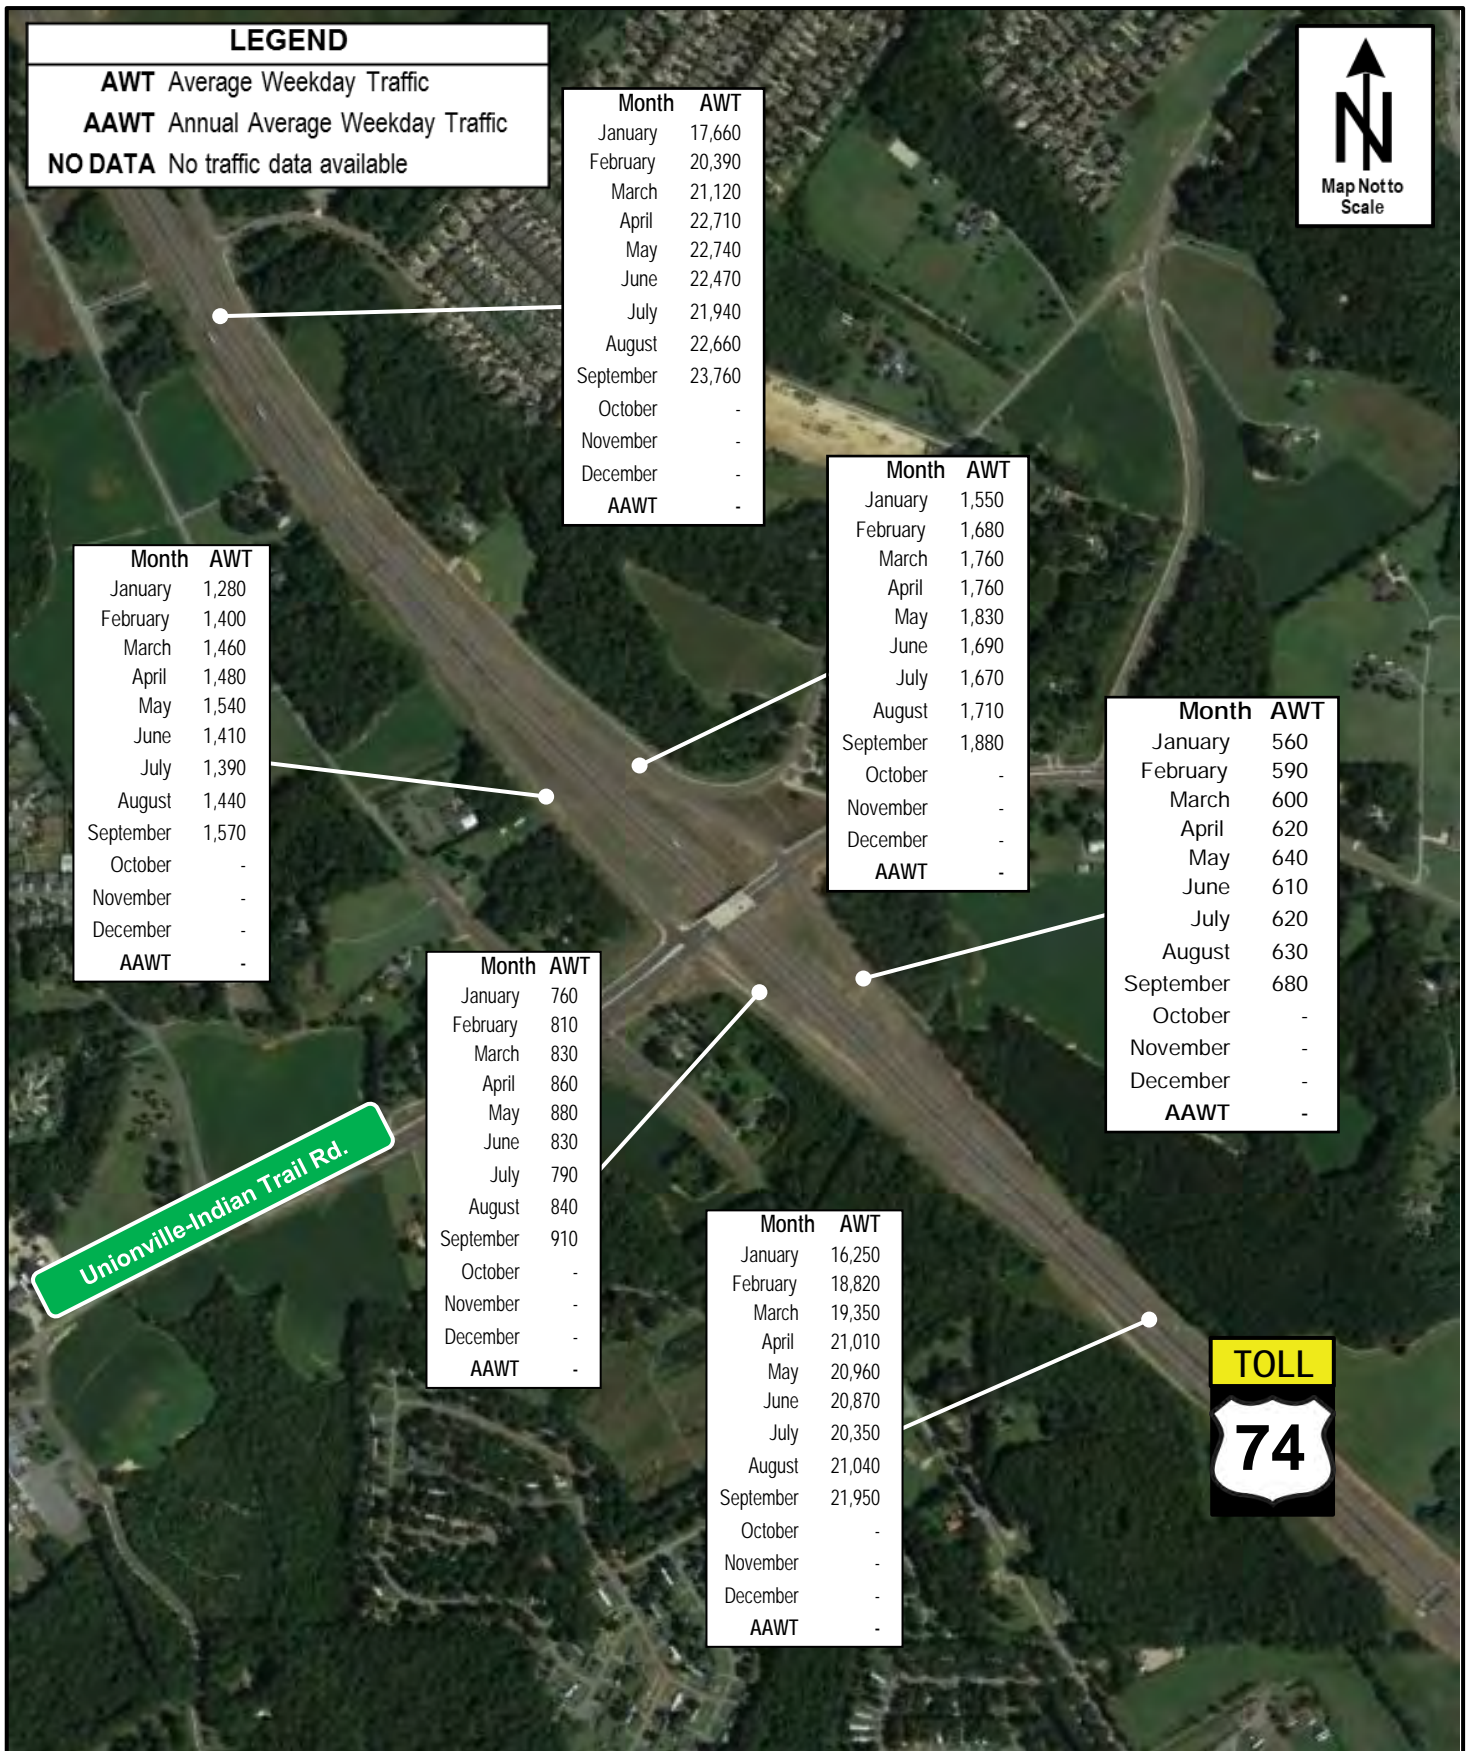 LEGEND
AWT Average Weekday Traffic
AAWT Annual Average Weekday Traffic
NO DATA No traffic data available
N
Map Not to
Scale
Month AWT
January 17,660
February 20,390
March 21,120
April 22,710
May 22,740
June 22,470
July 21,940
August 22,660
September 23,760
October -
November -
December -
AAWT -
Month AWT
January 1,550
February 1,680
March 1,760
April 1,760
May 1,830
June 1,690
July 1,670
August 1,710
September 1,880
October -
November -
December -
AAWT -
Month AWT
January 1,280
February 1,400
March 1,460
April 1,480
May 1,540
June 1,410
July 1,390
August 1,440
September 1,570
October -
November -
December -
AAWT -
Month AWT
January 560
February 590
March 600
April 620
May 640
June 610
July 620
August 630
September 680
October -
November -
December -
AAWT -
Month AWT
January 760
February 810
March 830
April 860
May 880
June 830
July 790
August 840
September 910
October -
November -
December -
AAWT -
Unionville-Indian Trail Rd.
Month AWT
January 16,250
February 18,820
March 19,350
April 21,010
May 20,960
June 20,870
July 20,350
August 21,040
September 21,950
October -
November -
December -
AAWT -
TOLL
74